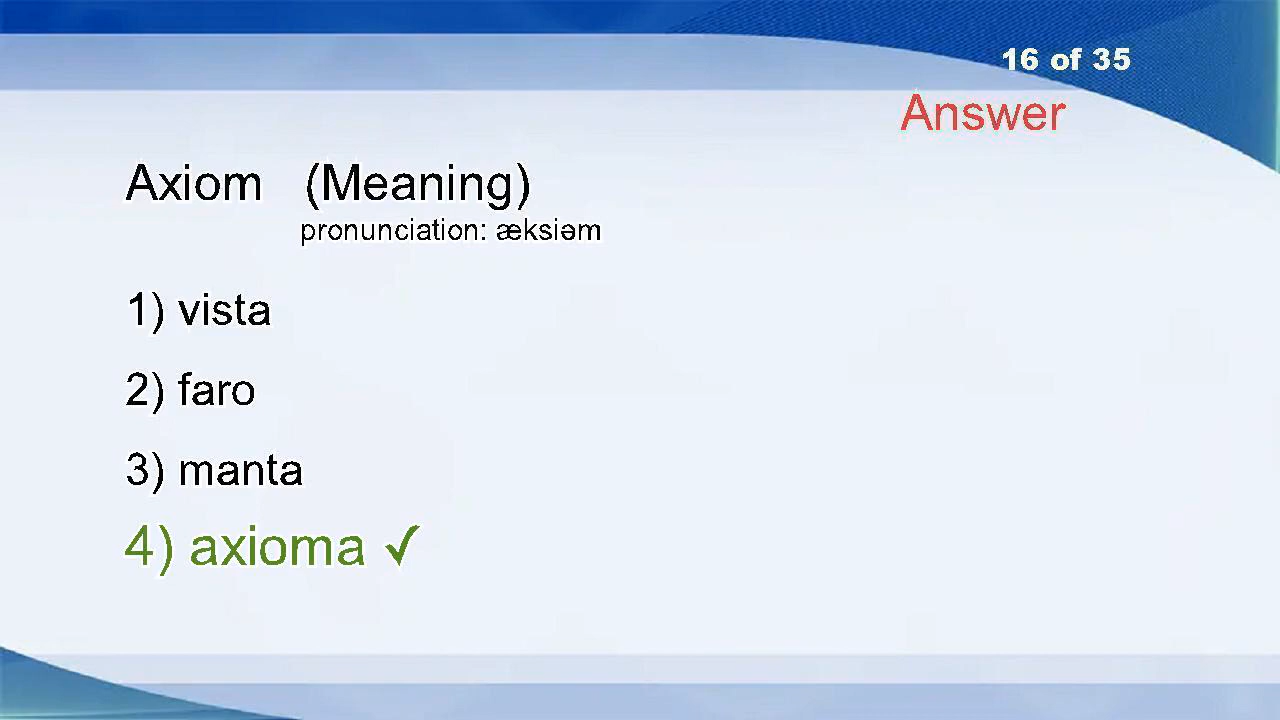 16 of 35
Answer
Axiom (Meaning)
pronunciation: æksiəm
1) vista
2) faro
3) manta
4) axioma ✓